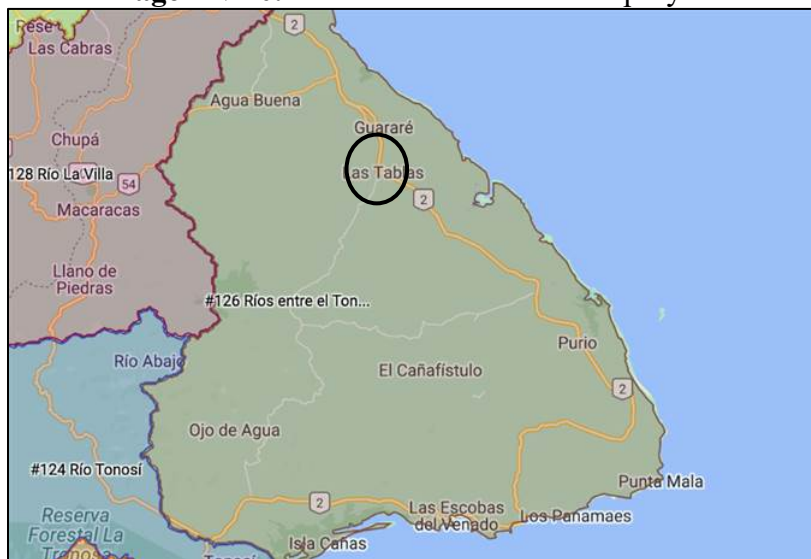 2
Pesé
Las Cabras
Agua Buena
Guararé
Chupá
128 Río La Villa
54
Macaracas
Las Tablas
2
Llano de
Piedras
#126 Ríos entre el Ton...
Río Abajo
Purio
El Cañafístulo
2
Ojo de Agua
#124 Río Tonosí
Punta Mala
2
Las Escobas
del Venado
Los Panamaes
Reserva
Forestal La
Isla Cañas